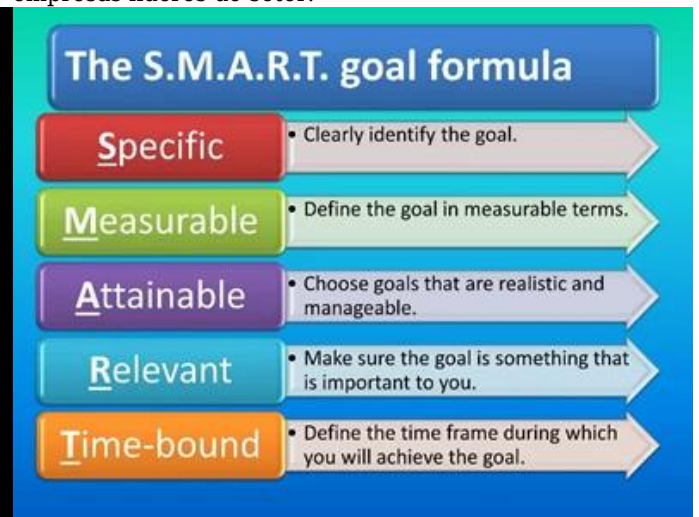 The S.M.A.R.T. goal formula
Specific
• Clearly identify the goal.
Measurable
• Define the goal in measurable terms.
Attainable
• Choose goals that are realistic and
manageable.
Relevant
• Make sure the goal is something that
is important to you.
Time-bound
• Define the time frame during which
you will achieve the goal.